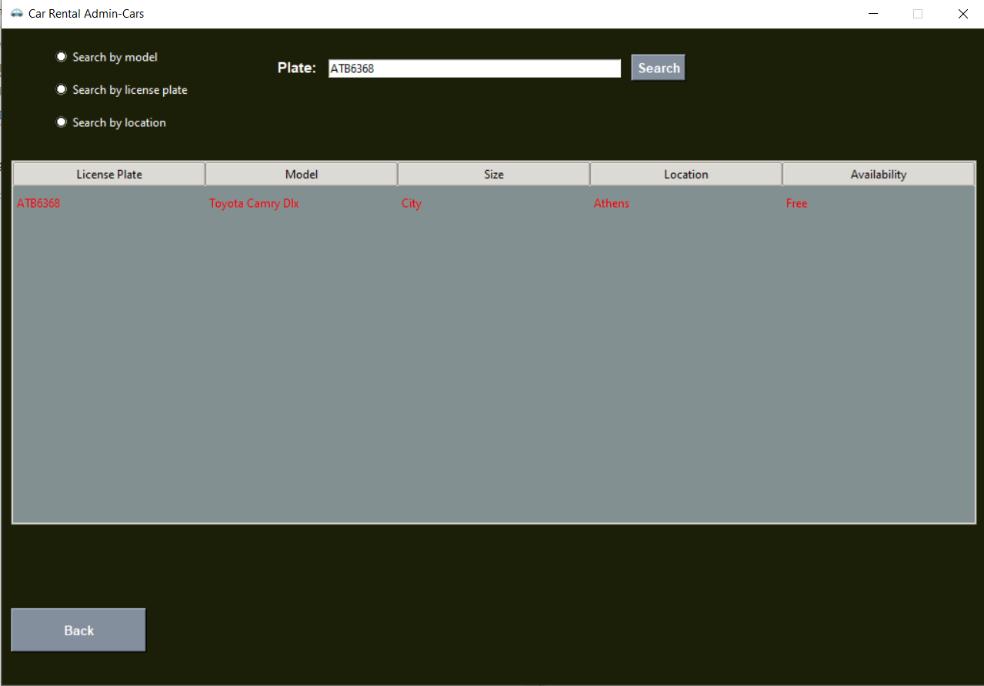 Car Rental Admin-Cars
Search by model
Plate: ATB6368 Search
Search by license plate
Search by location
License Plate Model Size Location Availability
ATB6368 Toyota Camry Dlx City Athens Free
Back